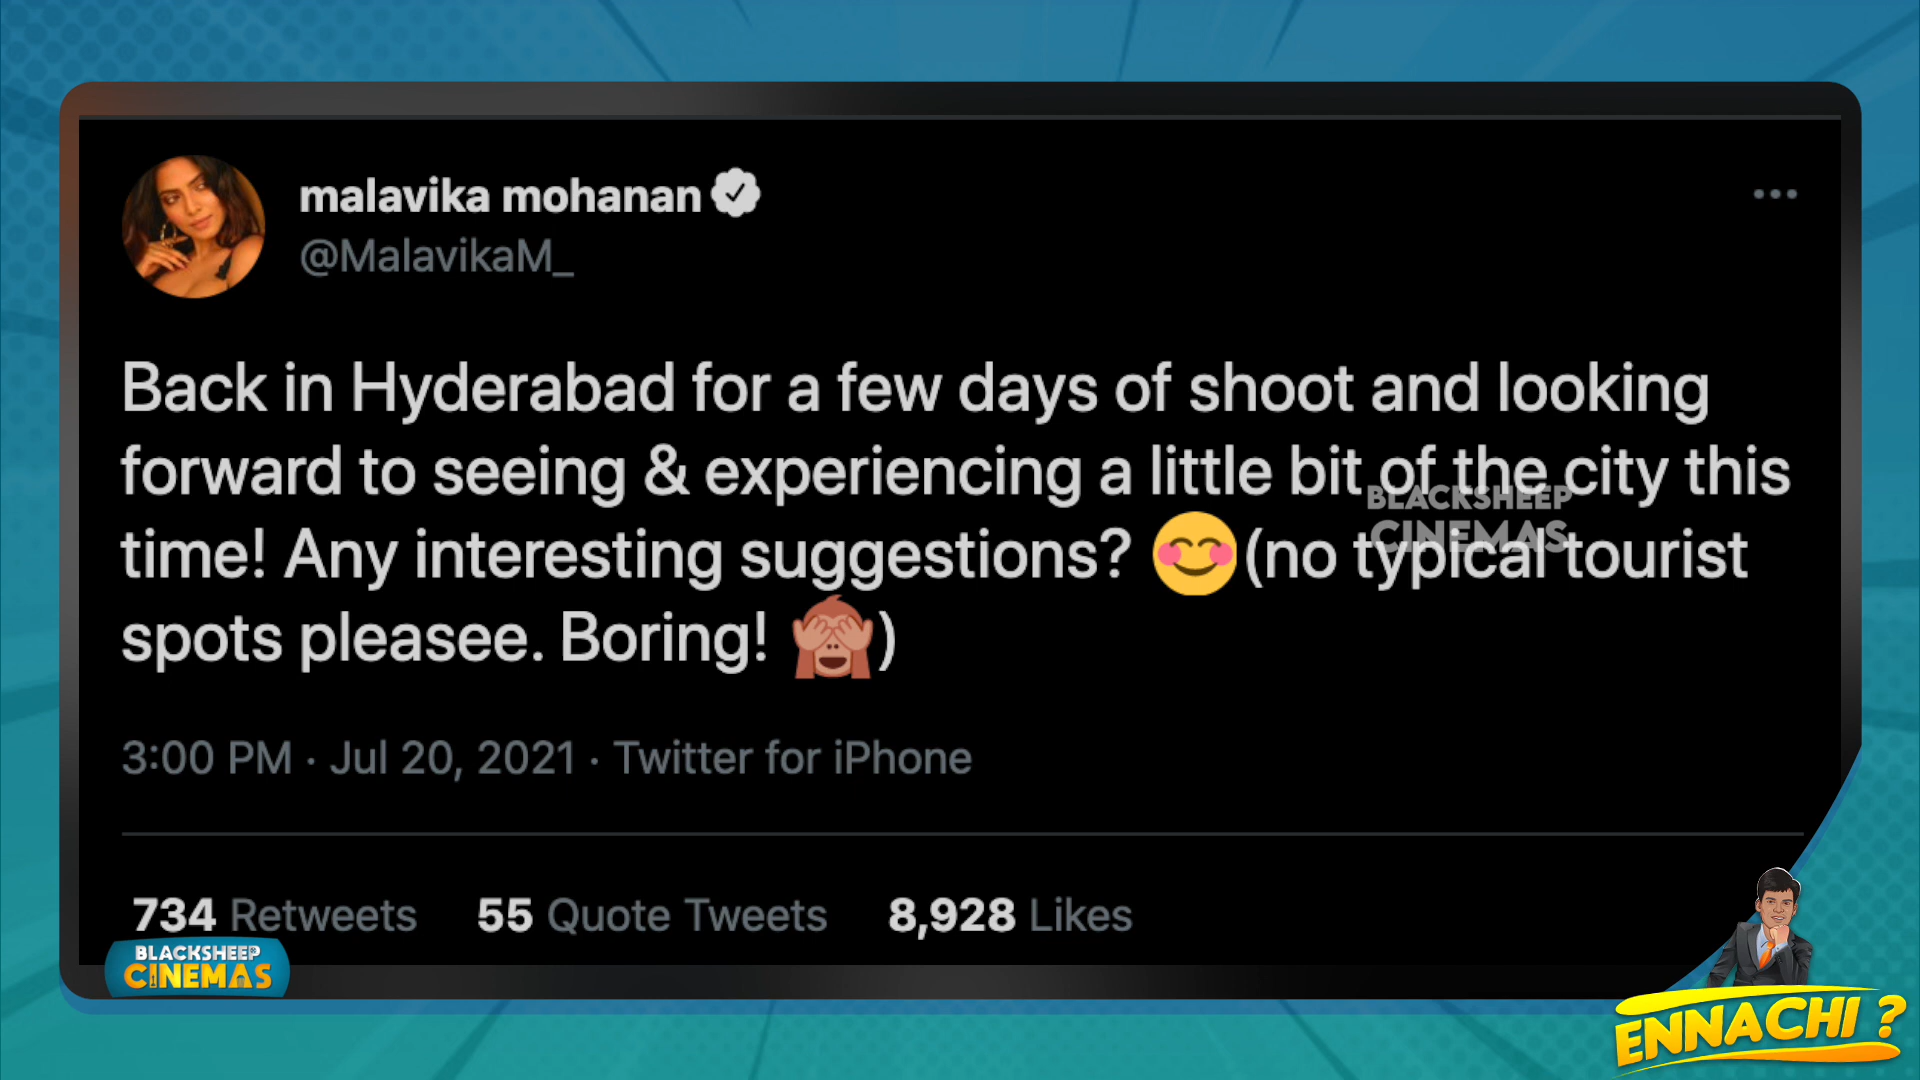 malavika mohanan
@MalavikaM_
Back in Hyderabad for a few days of shoot and looking
forward to seeing & experiencing a little bit of the city this
time! Any interesting suggestions? 😊(no typical tourist
spots pleasee. Boring! 🙈)
BLACKSHEEP
CINEMAS
3:00 PM · Jul 20, 2021 · Twitter for iPhone
734 Retweets 55 Quote Tweets 8,928 Likes
BLACKSHEEP
CINEMAS
ENNACHI ?